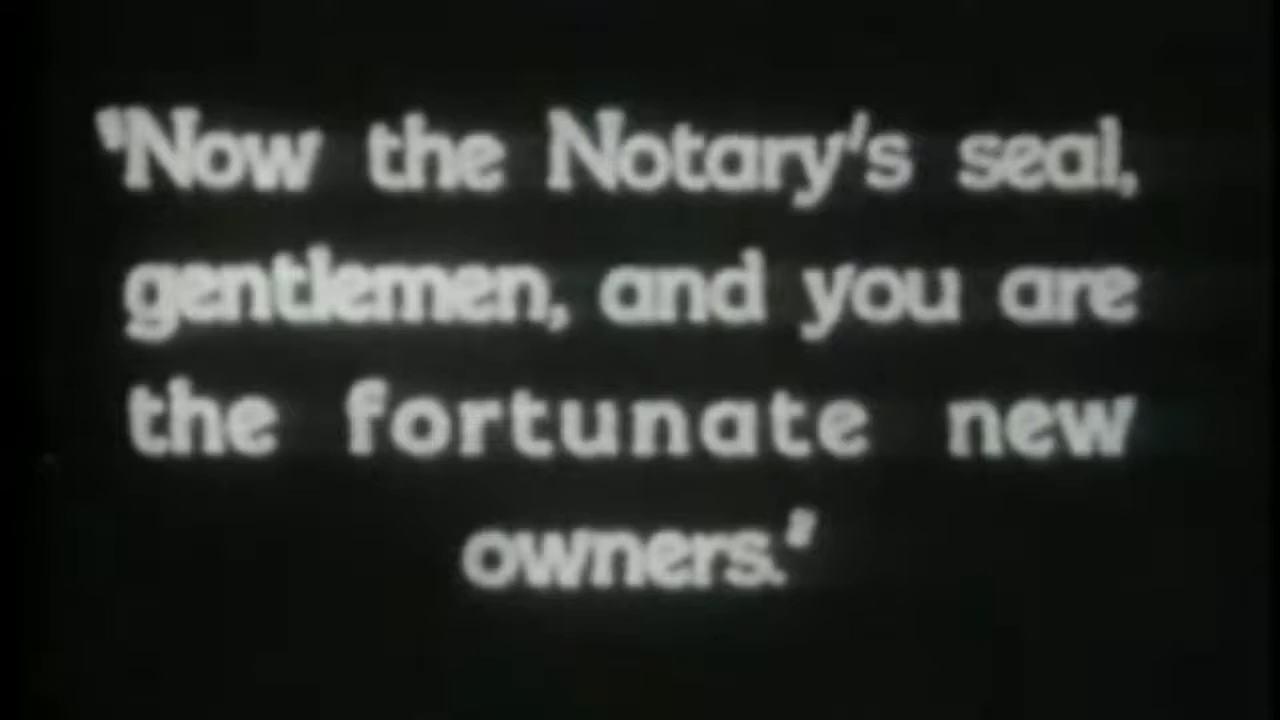 "Now the Notary's seal,
gentlemen, and you are
the fortunate new
owners."